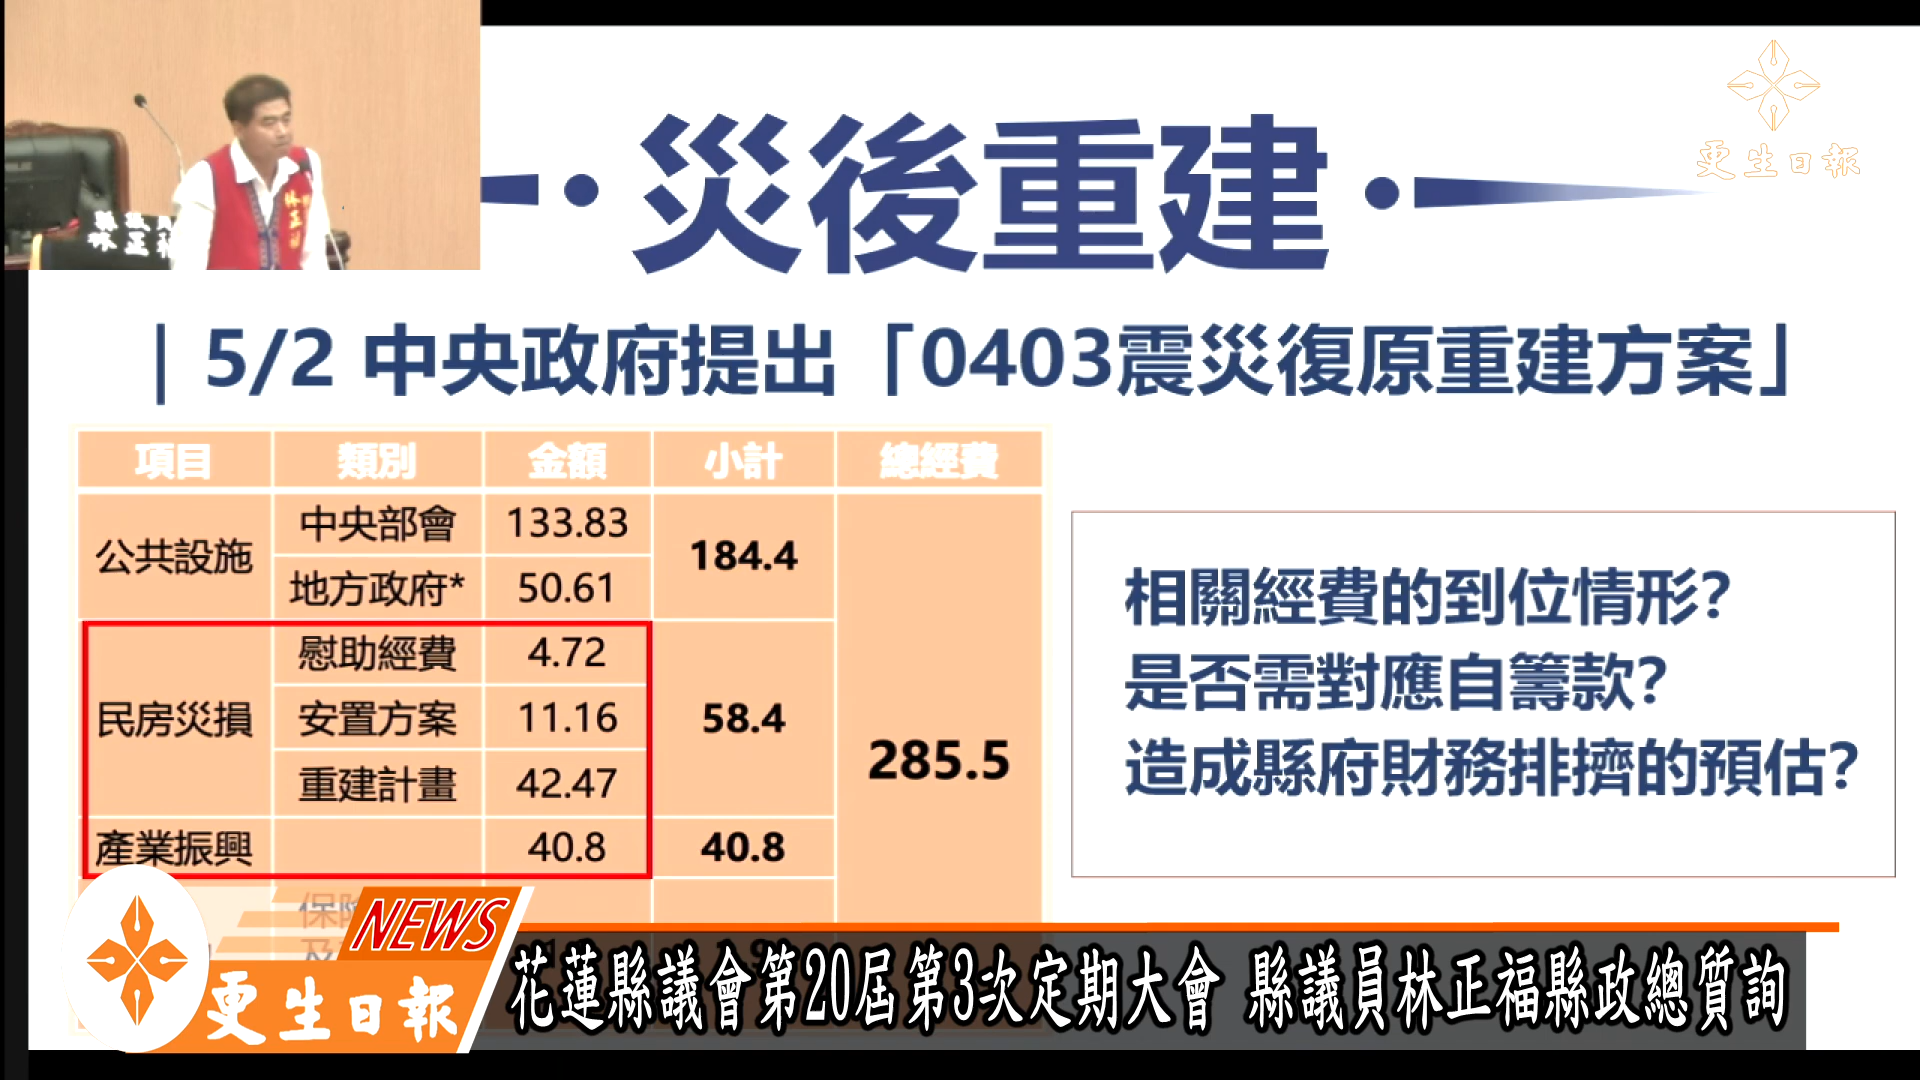 更生日報
縣議員
林正福
災後重建
5/2 中央政府提出「0403震災復原重建方案」
項目 類別 金額 小計 總經費
公共設施 中央部會 133.83 184.4
地方政府* 50.61
民房災損 慰助經費 4.72 58.4
安置方案 11.16
重建計畫 42.47
285.5
產業振興 40.8 40.8
相關經費的到位情形?
是否需對應自籌款?
造成縣府財務排擠的預估?
NEWS
更生日報
花蓮縣議會第20屆第3次定期大會 縣議員林正福縣政總質詢